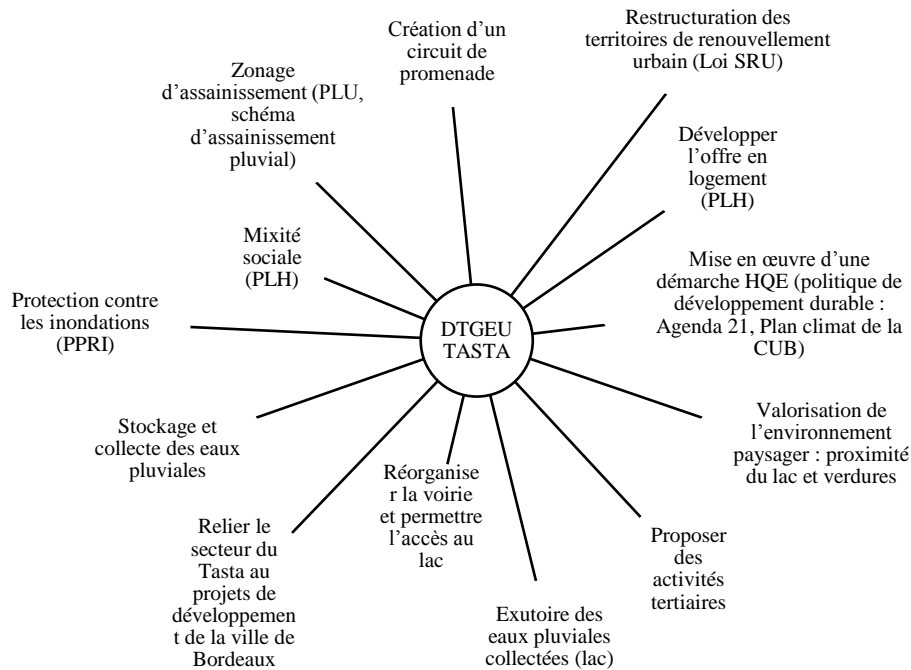 Création d'un
circuit de
promenade
Restructuration des
territoires de renouvellement
urbain (Loi SRU)
Zonage
d'assainissement (PLU,
schéma
d'assainissement
pluvial)
Développer
l'offre en
logement
(PLH)
Mixité
sociale
(PLH)
Mise en œuvre d'une
démarche HQE (politique de
développement durable :
Agenda 21, Plan climat de la
CUB)
Protection contre
les inondations
(PPRI)
DTGEU
TASTA
Valorisation de
l'environnement
paysager : proximité
du lac et verdures
Stockage et
collecte des eaux
pluviales
Réorganise
r la voirie
et permettre
l'accès au
lac
Relier le
secteur du
Tasta au
projets de
développemen
t de la ville de
Bordeaux
Proposer
des
activités
tertiaires
Exutoire des
eaux pluviales
collectées (lac)